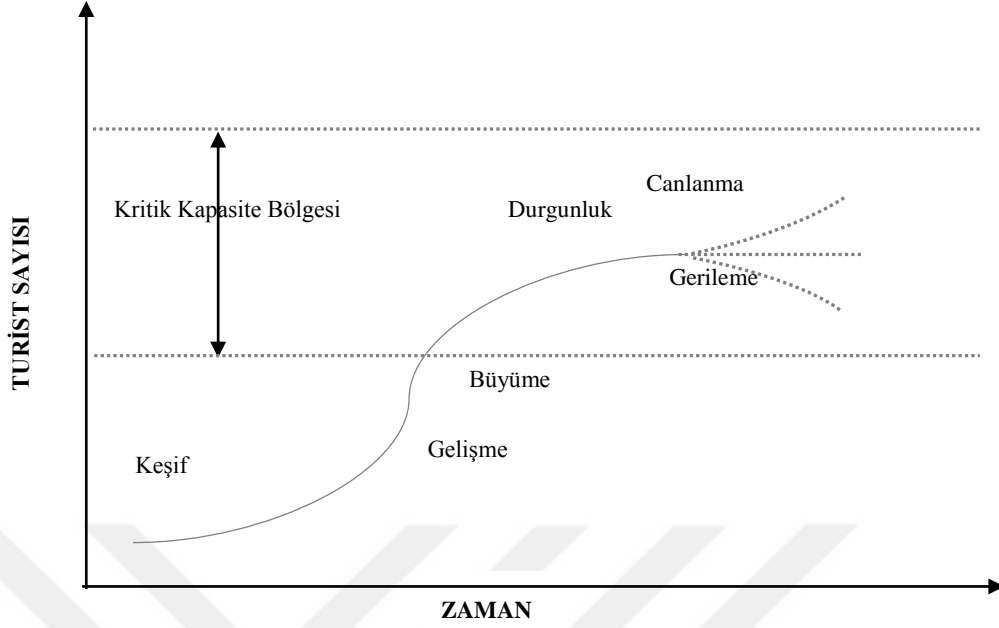 Canlanma
Kritik Kapasite Bölgesi
Durgunluk
TURİST SAYISI
Gerileme
Büyüme
Gelişme
Keşif
ZAMAN